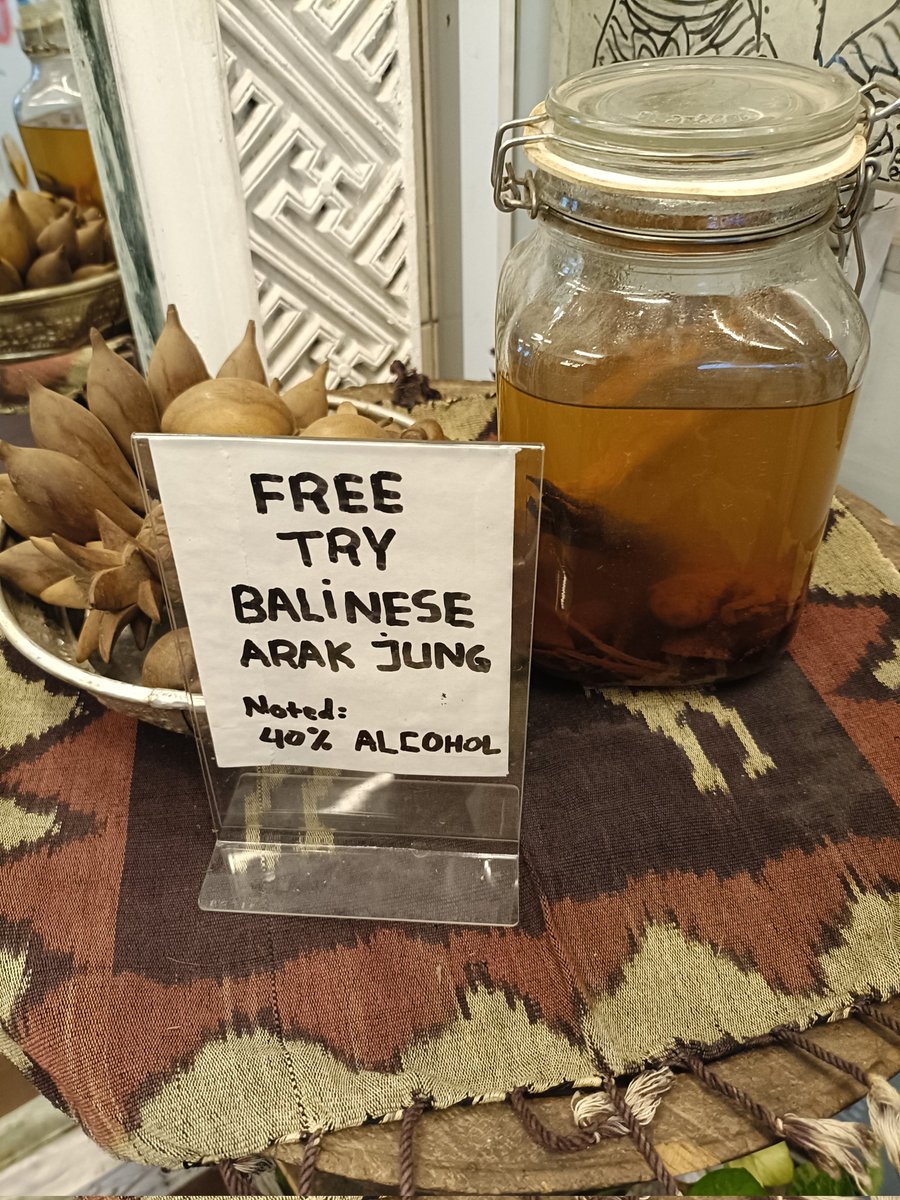 FREE
TRY
BALiNESE
ARAK jUNG
Noted:
40% ALCOHOL